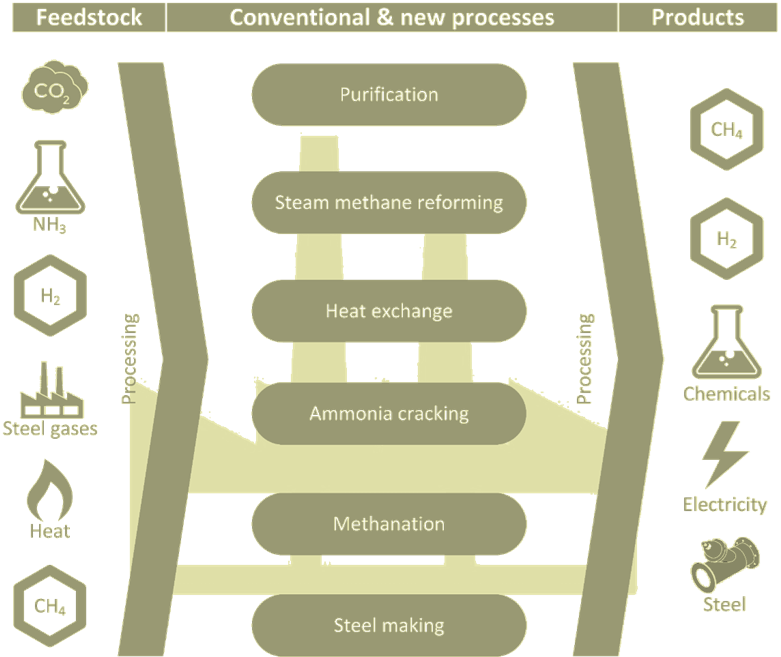 Feedstock
Conventional & new processes
Products
CO₂
NH₃
H₂
Steel gases
Heat
CH₄
Processing
Purification
Steam methane reforming
Heat exchange
Ammonia cracking
Methanation
Steel making
Processing
CH₄
H₂
Chemicals
Electricity
Steel